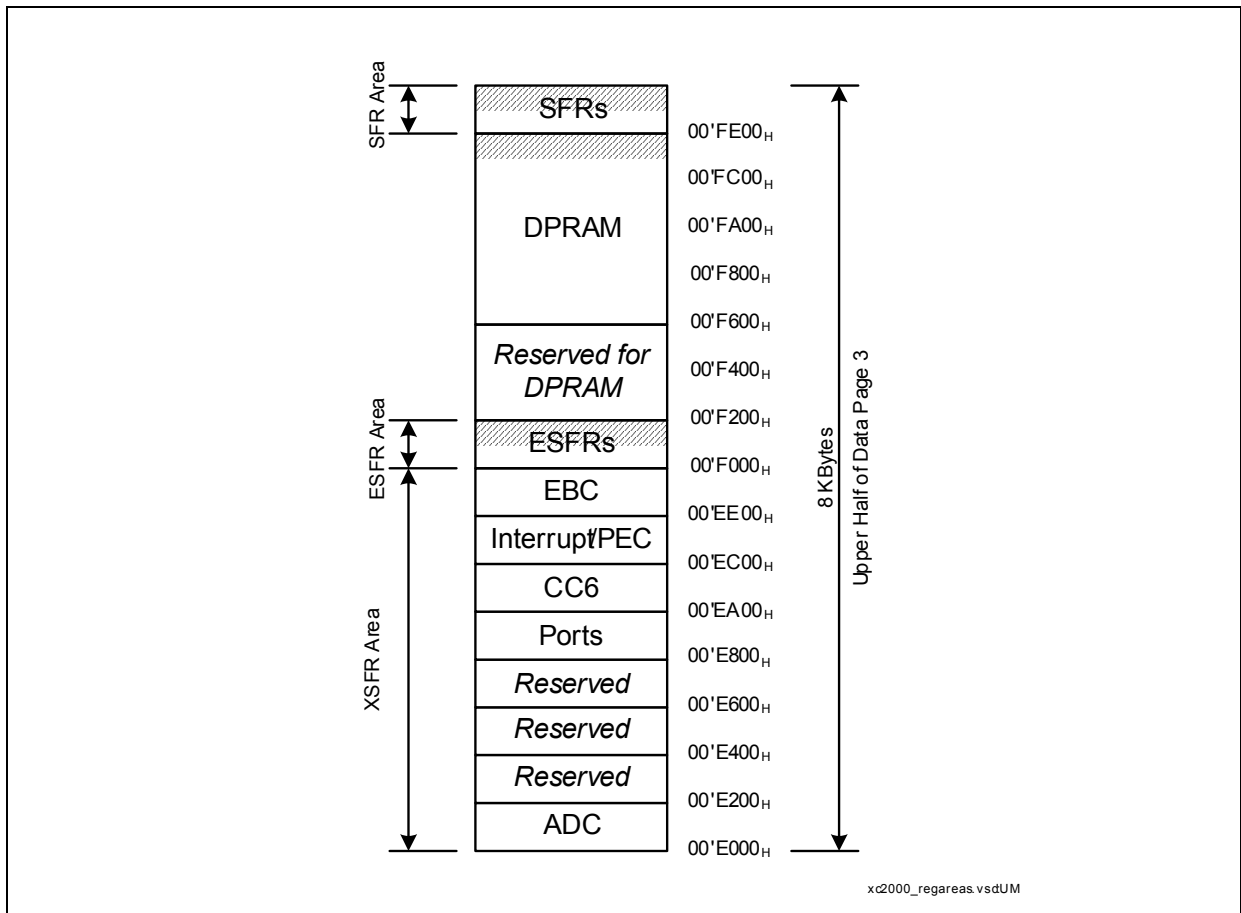 SFR Area
SFRs
00'FE00H
00'FC00H
DPRAM
00'FA00H
00'F800H
00'F600H
Reserved for
DPRAM
00'F400H
00'F200H
ESFR Area
ESFRs
00'F000H
EBC
00'EE00H
Interrupt/PEC
00'EC00H
CC6
00'EA00H
XSFR Area
Ports
00'E800H
Reserved
00'E600H
Reserved
00'E400H
Reserved
00'E200H
ADC
00'E000H
8 KBytes
Upper Half of Data Page 3
xc2000_regareas.vsdUM